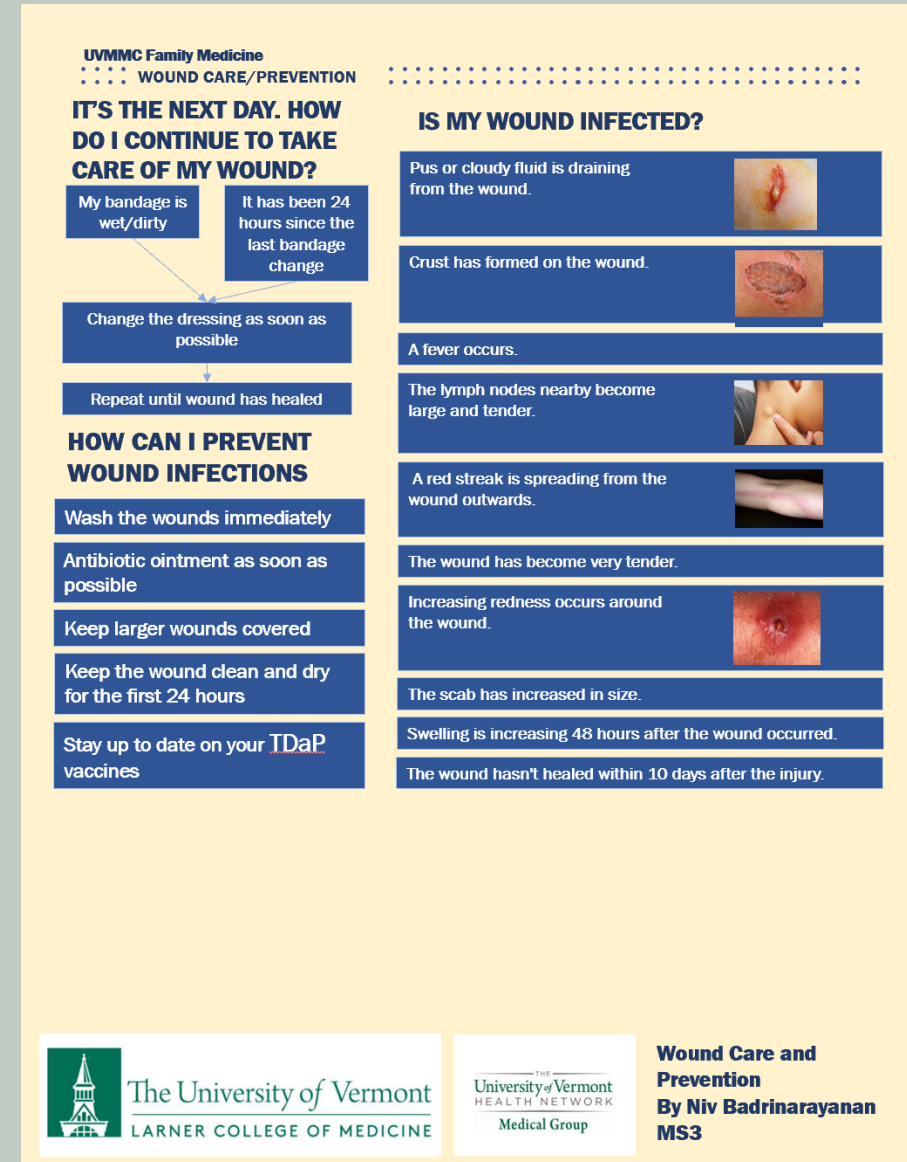 UVMMC Family Medicine
WOUND CARE/PREVENTION
IT'S THE NEXT DAY. HOW
DO I CONTINUE TO TAKE
CARE OF MY WOUND?
My bandage is
wet/dirty
It has been 24
hours since the
last bandage
change
Change the dressing as soon as
possible
Repeat until wound has healed
HOW CAN I PREVENT
WOUND INFECTIONS
Wash the wounds immediately
Antibiotic ointment as soon as
possible
Keep larger wounds covered
Keep the wound clean and dry
for the first 24 hours
Stay up to date on your TDaP
vaccines
IS MY WOUND INFECTED?
Pus or cloudy fluid is draining
from the wound.
Crust has formed on the wound.
A fever occurs.
The lymph nodes nearby become
large and tender.
A red streak is spreading from the
wound outwards.
The wound has become very tender.
Increasing redness occurs around
the wound.
The scab has increased in size.
Swelling is increasing 48 hours after the wound occurred.
The wound hasn't healed within 10 days after the injury.
The University of Vermont
LARNER COLLEGE OF MEDICINE
THE
University of Vermont
HEALTH NETWORK
Medical Group
Wound Care and
Prevention
By Niv Badrinarayanan
MS3